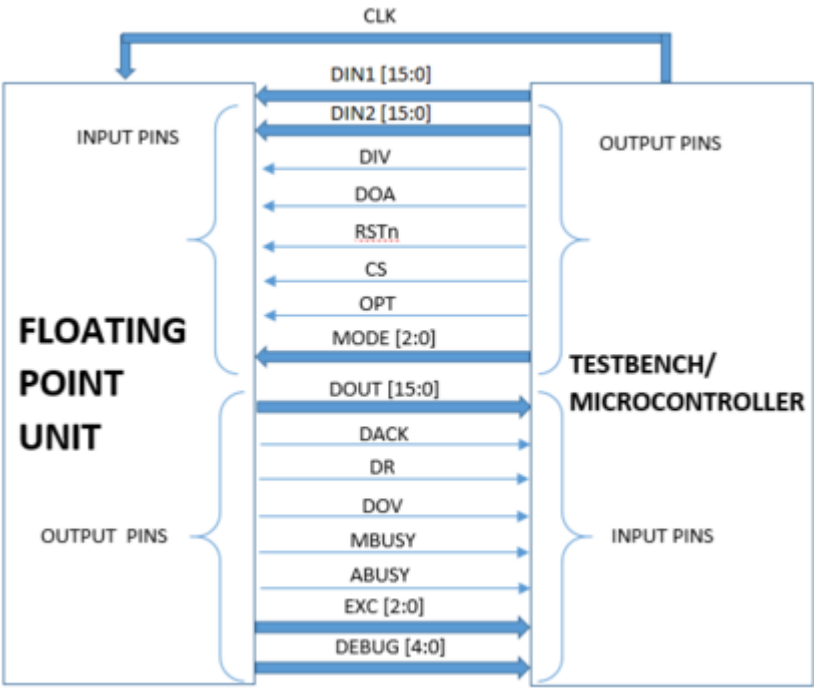 CLK
DIN1 [15:0]
DIN2 [15:0]
INPUT PINS
OUTPUT PINS
DIV
DOA
RSTn
CS
OPT
MODE [2:0]
FLOATING
POINT
UNIT
TESTBENCH/
MICROCONTROLLER
DOUT [15:0]
DACK
DR
DOV
OUTPUT PINS
INPUT PINS
MBUSY
ABUSY
EXC [2:0]
DEBUG [4:0]